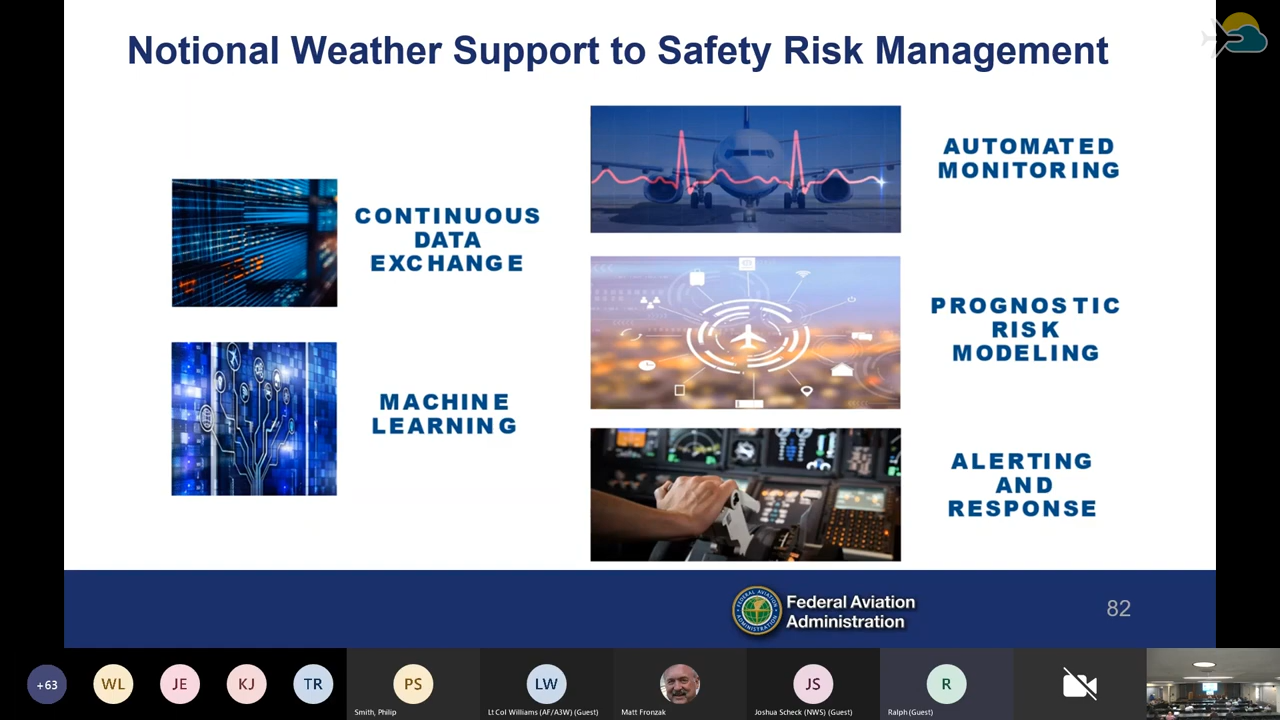 Notional Weather Support to Safety Risk Management
CONTINUOUS
DATA
EXCHANGE
MACHINE
LEARNING
AUTOMATED
MONITORING
PROGNOSTIC
RISK
MODELING
ALERTING
AND
RESPONSE
Federal Aviation
Administration
82
+63
WL
JE
KJ
TR
PS
Smith, Philip
LW
Lt Col Williams (AF/A3W) (Guest)
Matt Fronzak
JS
Joshua Scheck (NWS) (Guest)
R
Ralph (Guest)